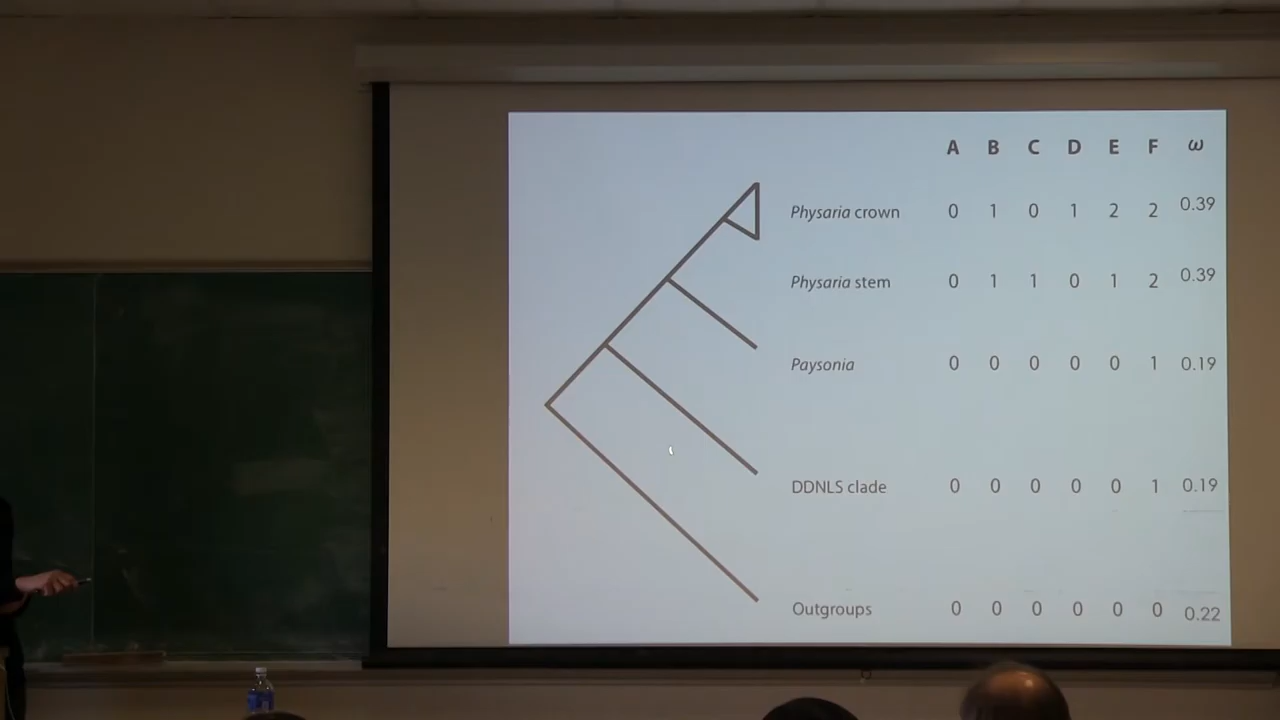 A B C D E F ω
Physaria crown 0 1 0 1 2 2 0.39
Physaria stem 0 1 1 0 1 2 0.39
Paysonia 0 0 0 0 0 1 0.19
DDNLS clade 0 0 0 0 0 1 0.19
Outgroups 0 0 0 0 0 0 0.22